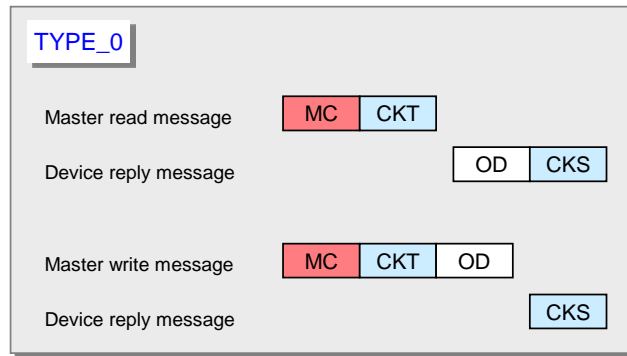 TYPE_0
Master read message MC CKT
Device reply message OD CKS
Master write message MC CKT OD
Device reply message CKS